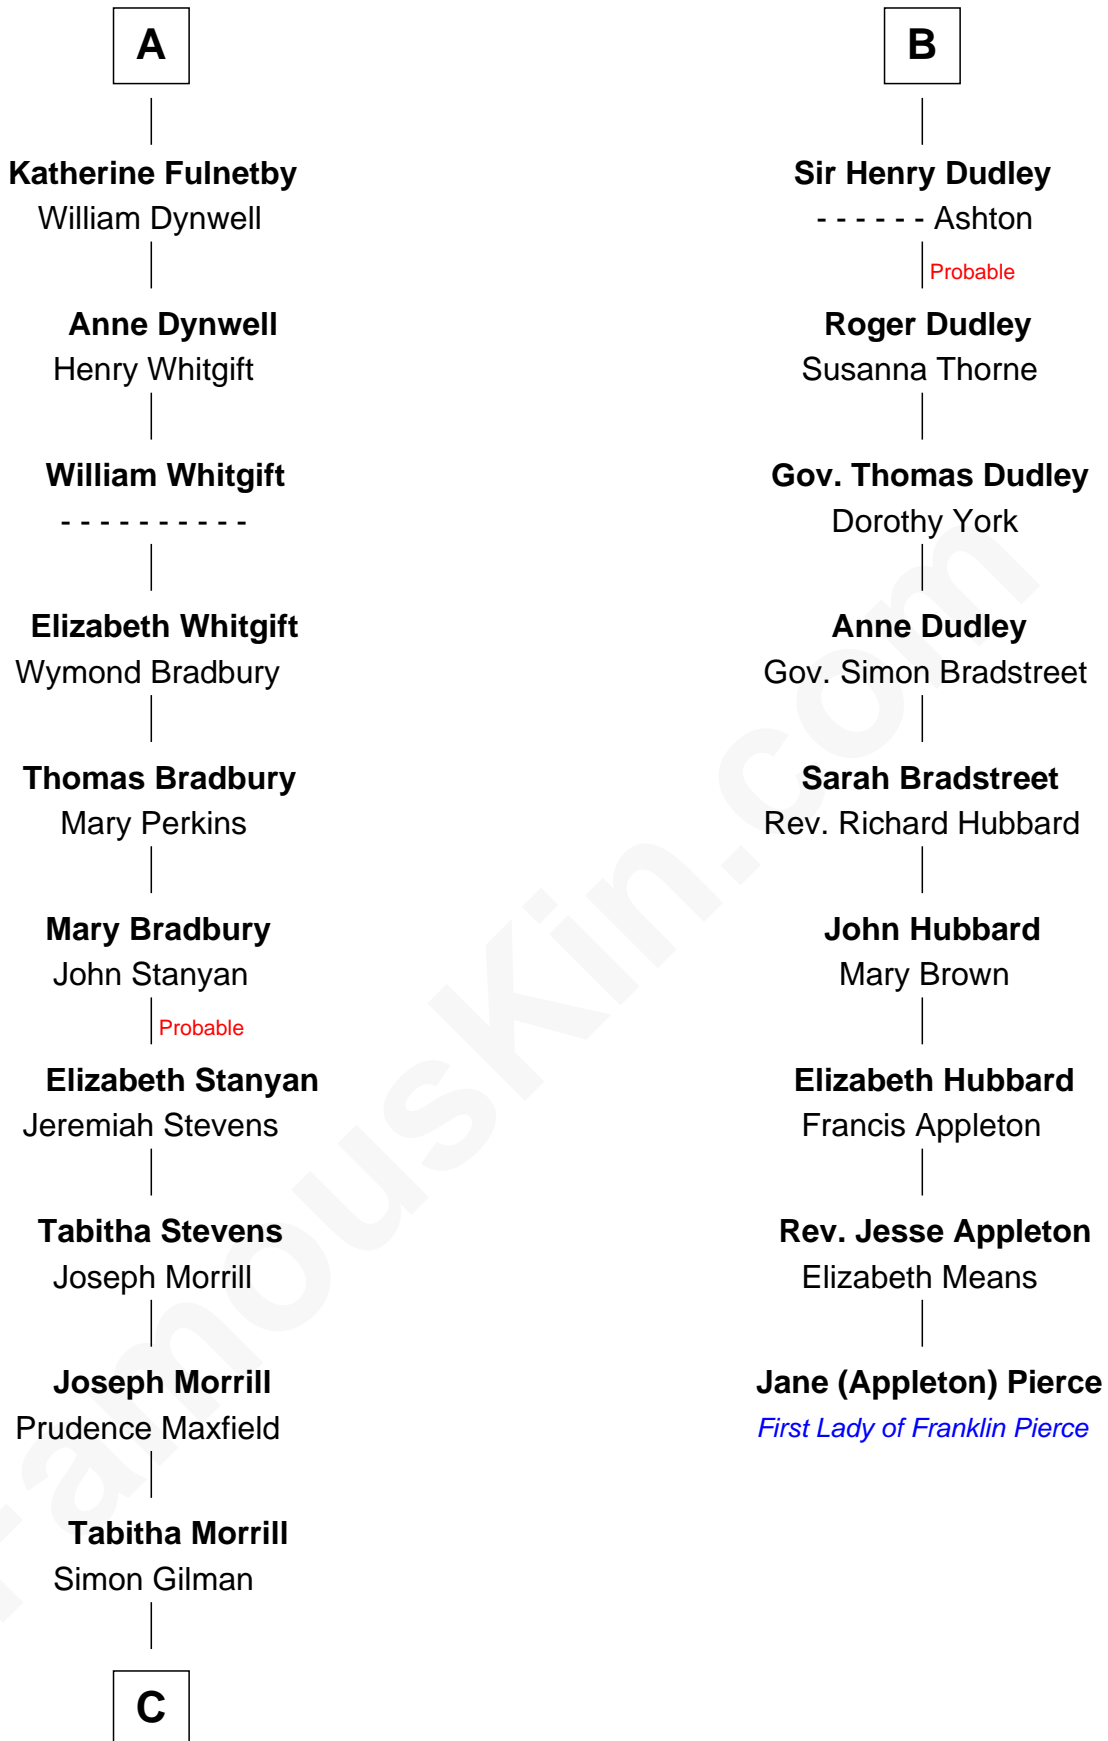 A
Katherine Fulnetby
William Dynwell
Anne Dynwell
Henry Whitgift
William Whitgift
- - - - - - - - - -
Elizabeth Whitgift
Wymond Bradbury
Thomas Bradbury
Mary Perkins
Mary Bradbury
John Stanyan
Probable
Elizabeth Stanyan
Jeremiah Stevens
Tabitha Stevens
Joseph Morrill
Joseph Morrill
Prudence Maxfield
Tabitha Morrill
Simon Gilman
C
B
Sir Henry Dudley
- - - - - - Ashton
Probable
Roger Dudley
Susanna Thorne
Gov. Thomas Dudley
Dorothy York
Anne Dudley
Gov. Simon Bradstreet
Sarah Bradstreet
Rev. Richard Hubbard
John Hubbard
Mary Brown
Elizabeth Hubbard
Francis Appleton
Rev. Jesse Appleton
Elizabeth Means
Jane (Appleton) Pierce
First Lady of Franklin Pierce
FamousKin.com